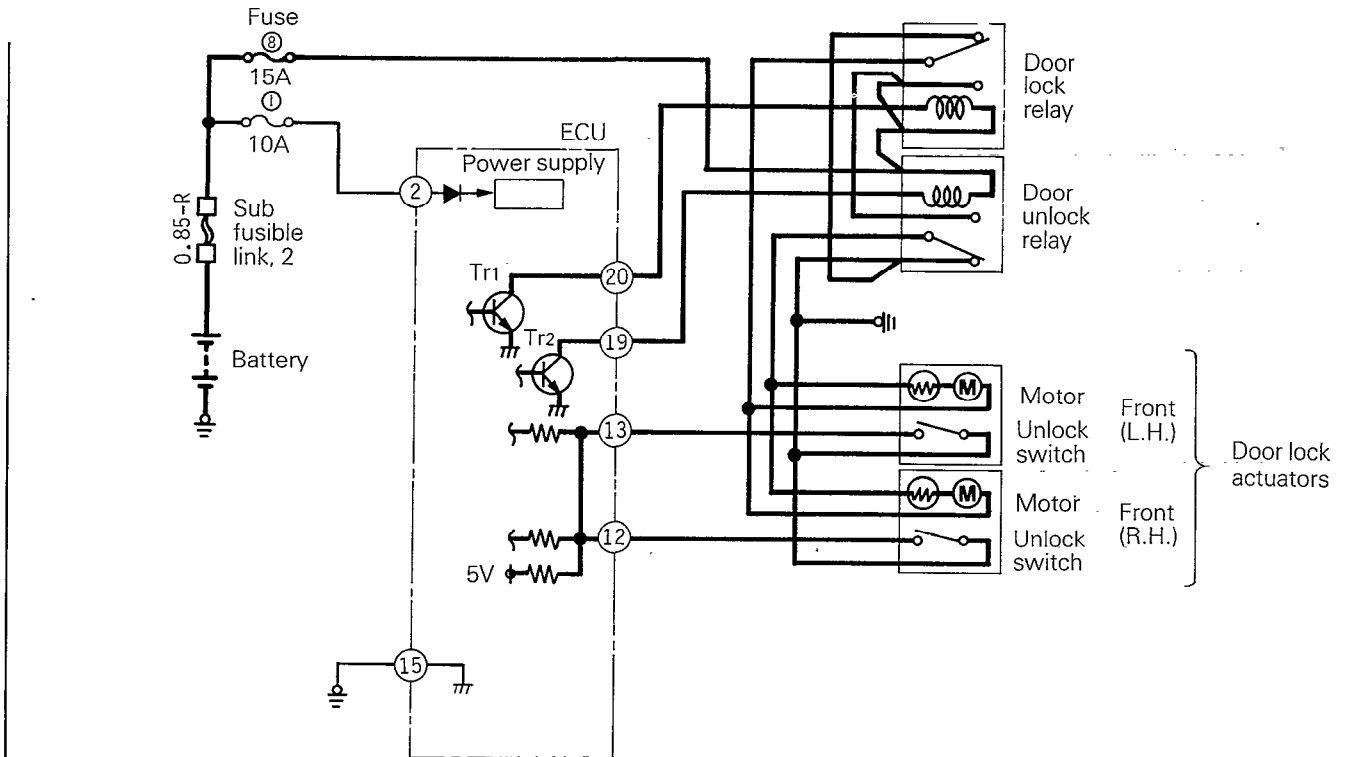 Fuse
⑧
15A
①
10A
ECU
Power supply
2
0.85-R
Sub
fusible
link, 2
Battery
Tr1
20
Tr2
19
13
12
5V
15
Door
lock
relay
Door
unlock
relay
M
Motor
Unlock
switch
Front
(L.H.)
M
Motor
Unlock
switch
Front
(R.H.)
Door lock
actuators